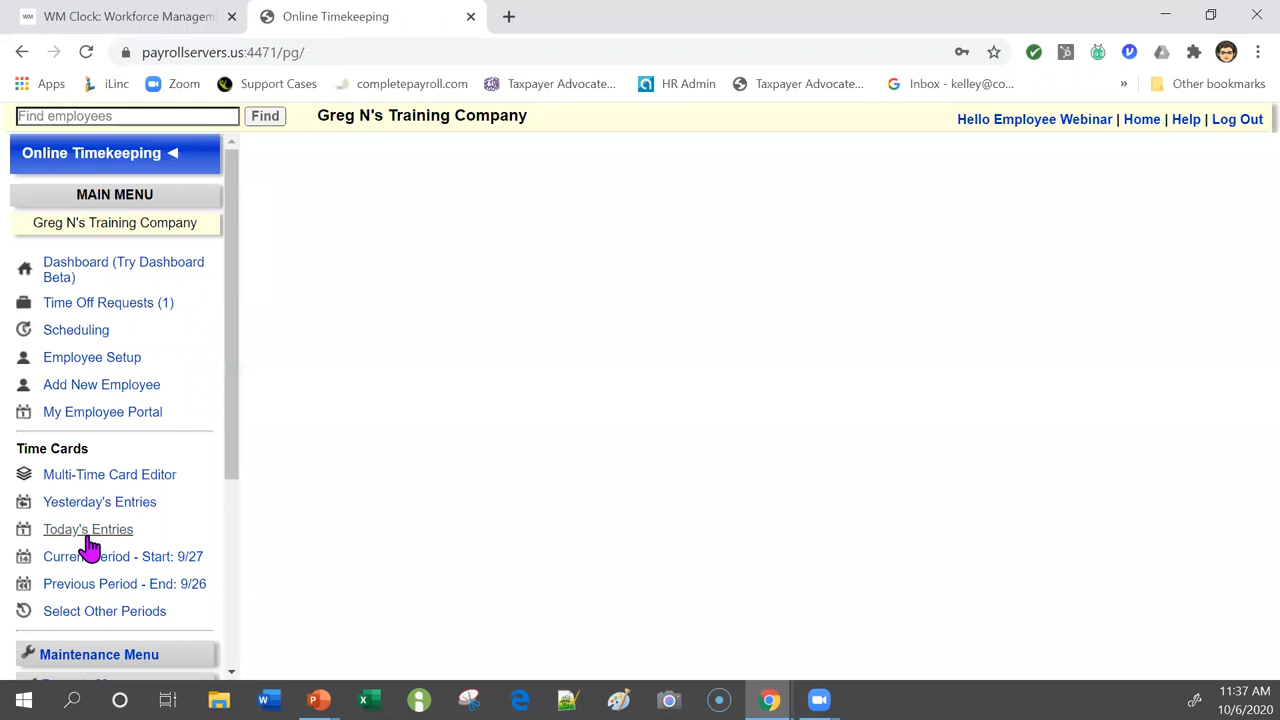 WM Clock: Workforce Managem
Online Timekeeping
payrollservers.us:4471/pg/
Apps
iLinc
Zoom
Support Cases
completepayroll.com
Taxpayer Advocate...
HR Admin
Taxpayer Advocate...
Inbox - kelley@co...
»
Other bookmarks
Find employees
Find
Greg N's Training Company
Hello Employee Webinar | Home | Help | Log Out
Online Timekeeping
MAIN MENU
Greg N's Training Company
Dashboard (Try Dashboard
Beta)
Time Off Requests (1)
Scheduling
Employee Setup
Add New Employee
My Employee Portal
Time Cards
Multi-Time Card Editor
Yesterday's Entries
Today's Entries
Current Period - Start: 9/27
Previous Period - End: 9/26
Select Other Periods
Maintenance Menu
11:37 AM
10/6/2020